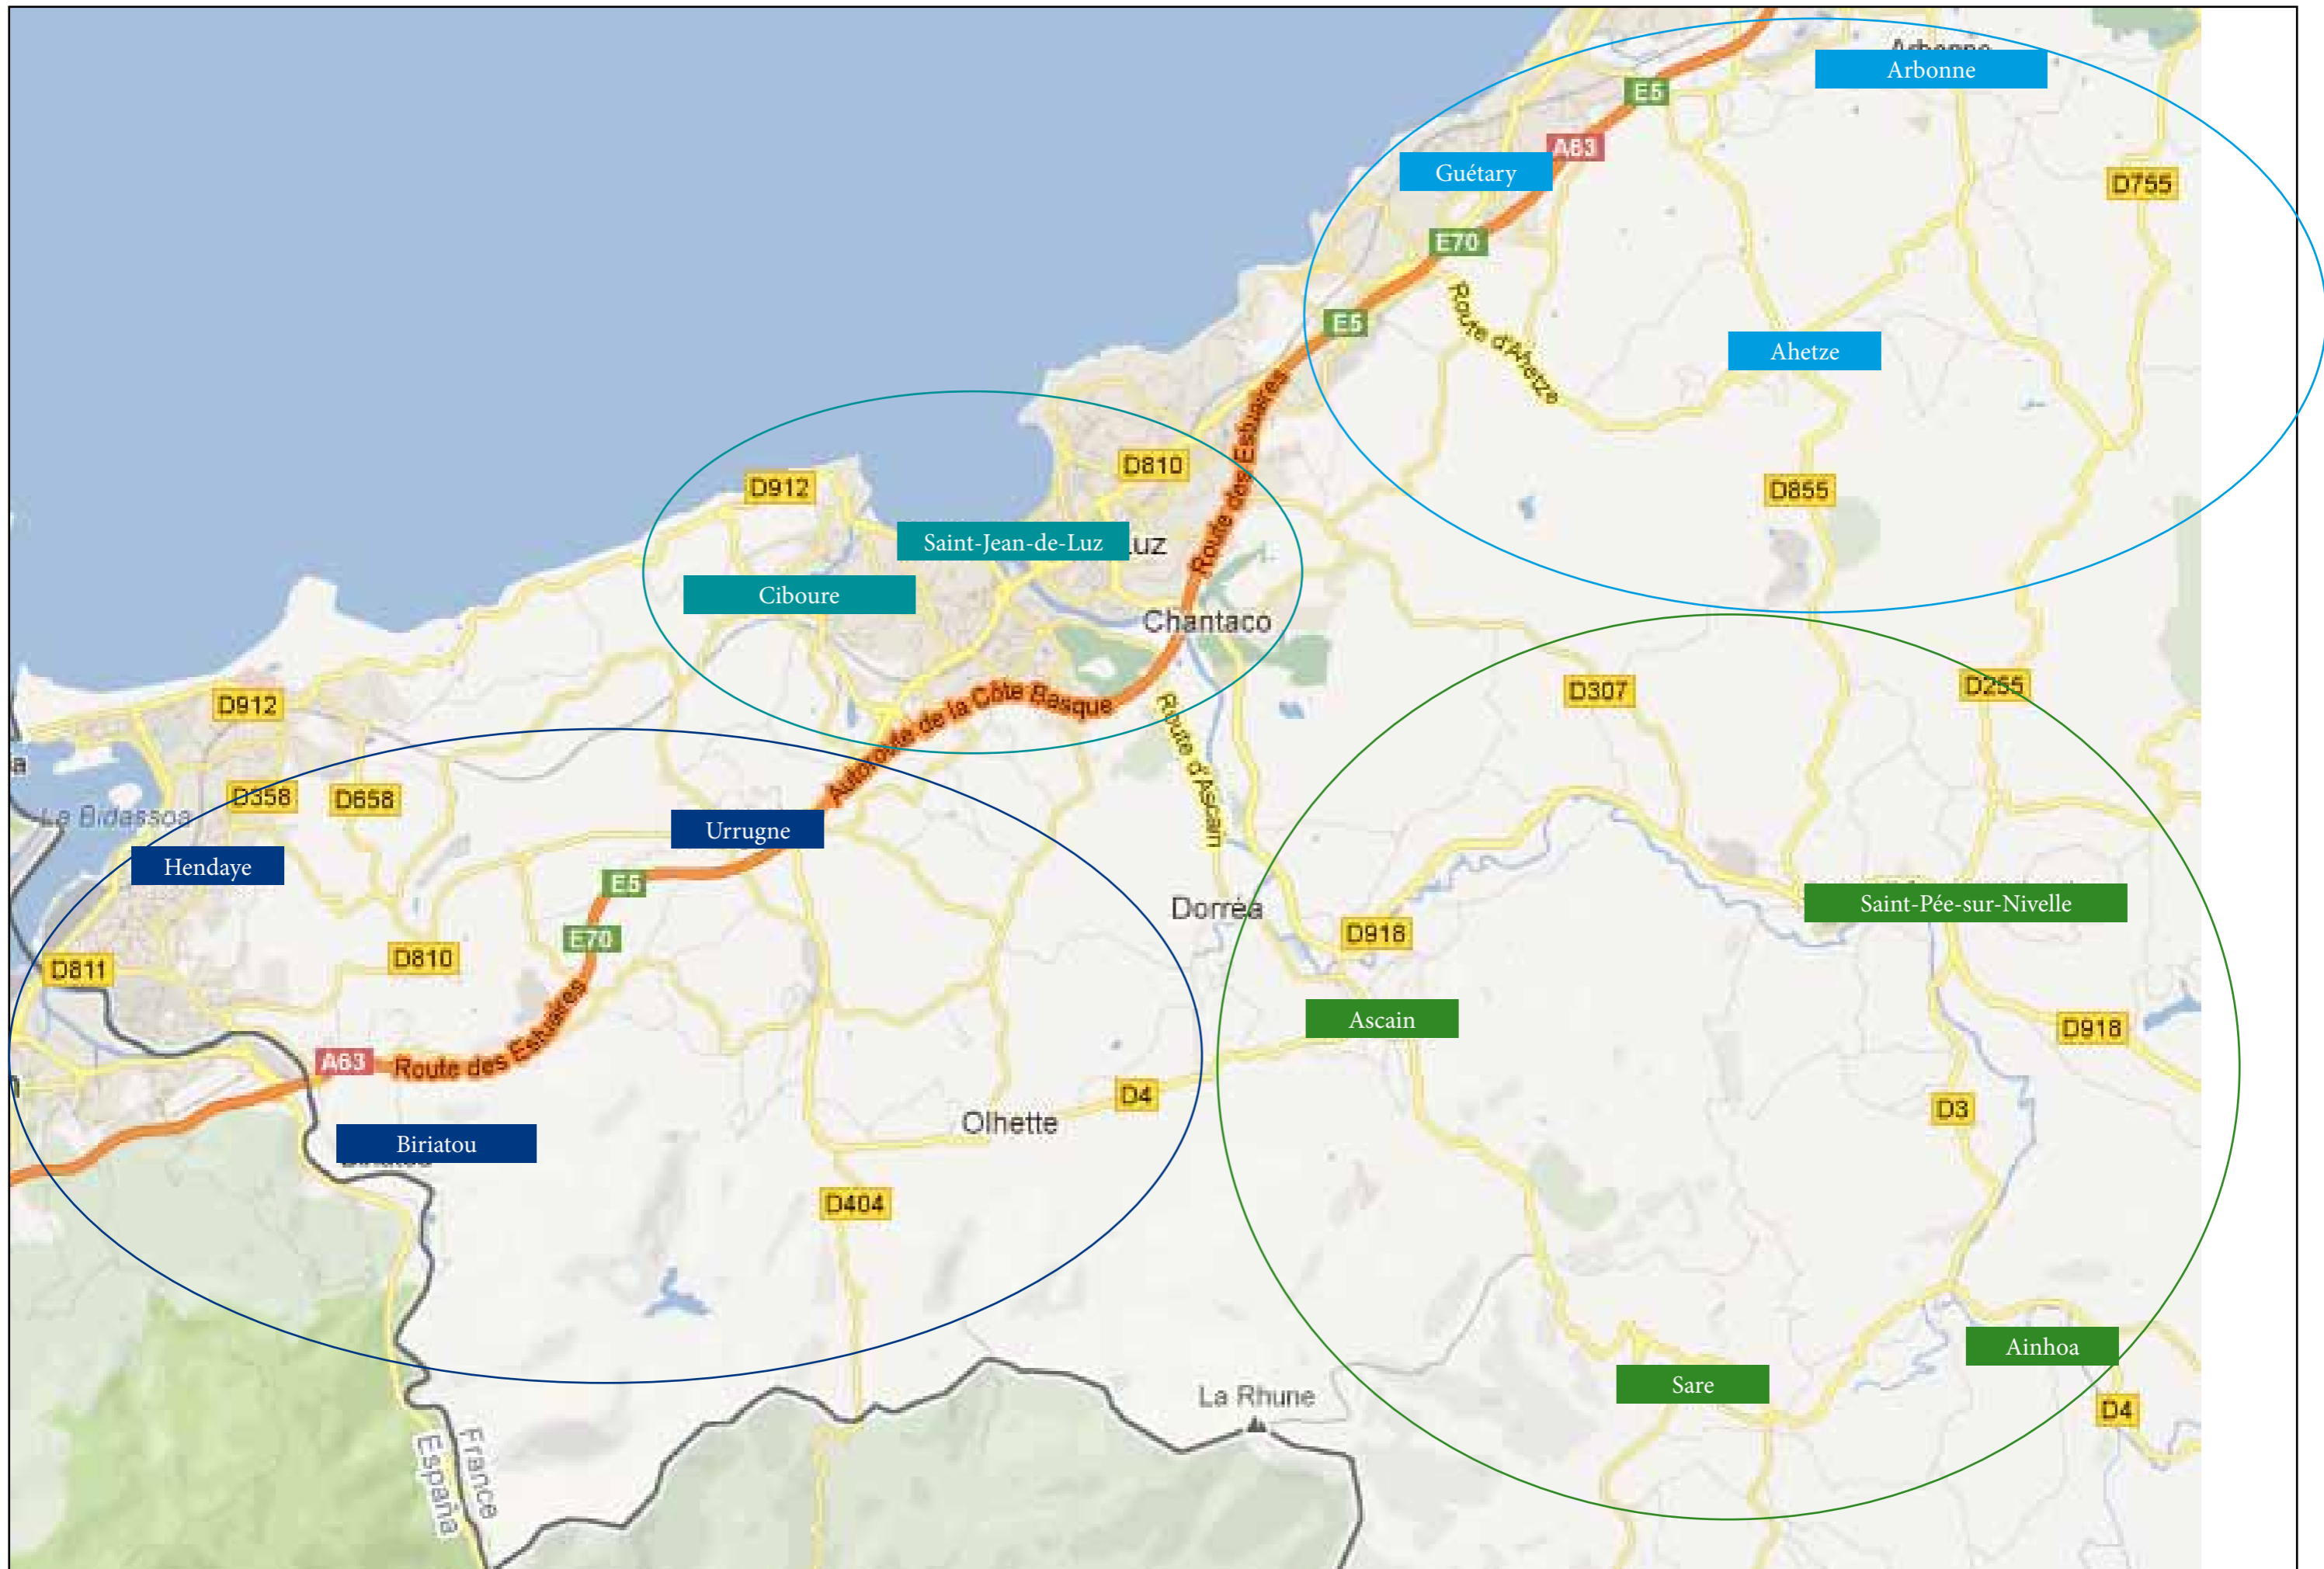 Arbonne
E5
A63
Guétary
D755
E70
Route d'Ahetze
E5
Ahetze
Route des Estuaires
D810
D912
D855
Saint-Jean-de-Luz
Luz
Ciboure
Chantaco
D255
D307
D912
Autoroute de la Côte Basque
Route d'Ascain
D358
D658
La Bidassoa
Urrugne
Hendaye
E5
Saint-Pée-sur-Nivelle
Dorréa
D918
E70
D810
D811
Ascain
D918
A63
Route des Estuaires
D4
D3
Olhette
Biriatou
D404
Ainhoa
Sare
La Rhune
D4
France
España